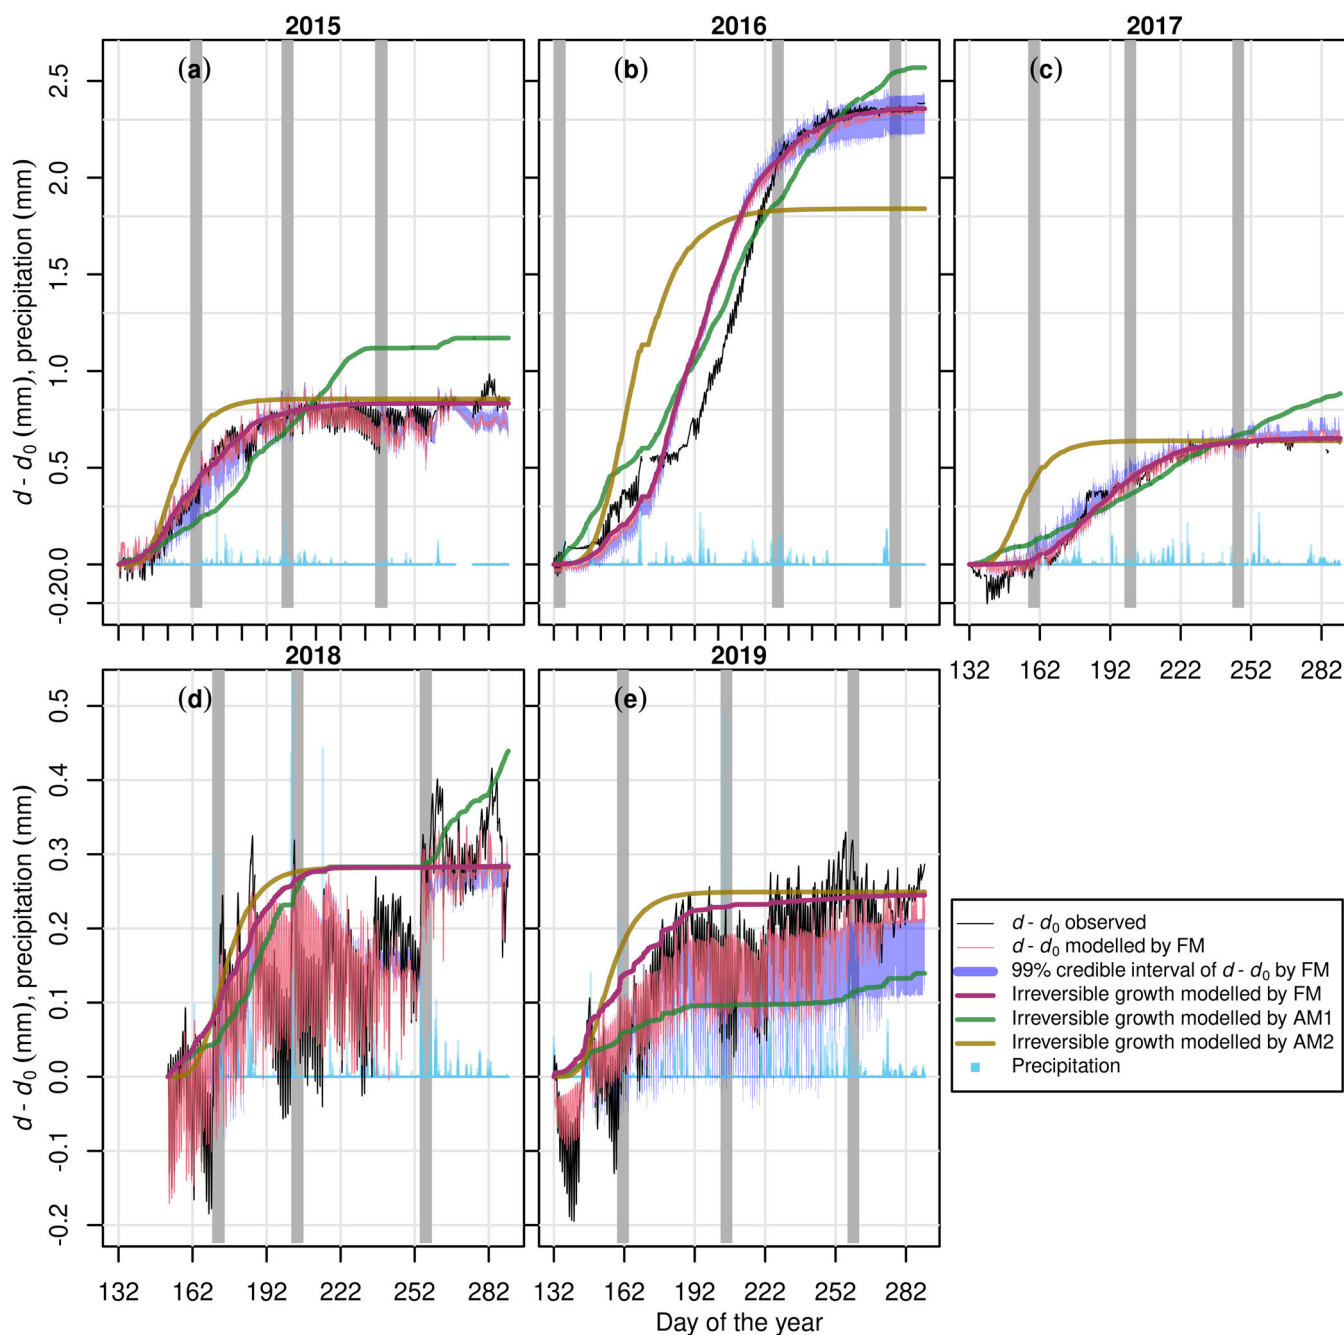 2015
2016
2017
(a)
(b)
(c)
d - d0 (mm), precipitation (mm)
2.5
2.0
1.5
1.0
0.5
0.0
-0.2
132 162 192 222 252 282
2018
2019
(d)
(e)
d - d0 (mm), precipitation (mm)
0.5
0.4
0.3
0.2
0.1
0.0
-0.1
-0.2
132 162 192 222 252 282
132 162 192 222 252 282
Day of the year
d - d0 observed
d - d0 modelled by FM
99% credible interval of d - d0 by FM
Irreversible growth modelled by FM
Irreversible growth modelled by AM1
Irreversible growth modelled by AM2
Precipitation